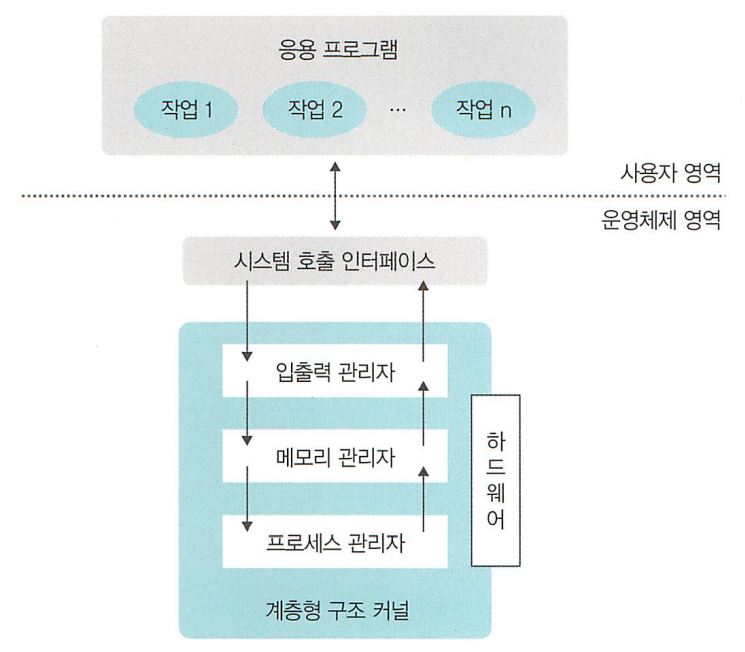 응용 프로그램
작업 1
작업 2
···
작업 n
사용자 영역
운영체제 영역
시스템 호출 인터페이스
입출력 관리자
메모리 관리자
프로세스 관리자
하드웨어
계층형 구조 커널